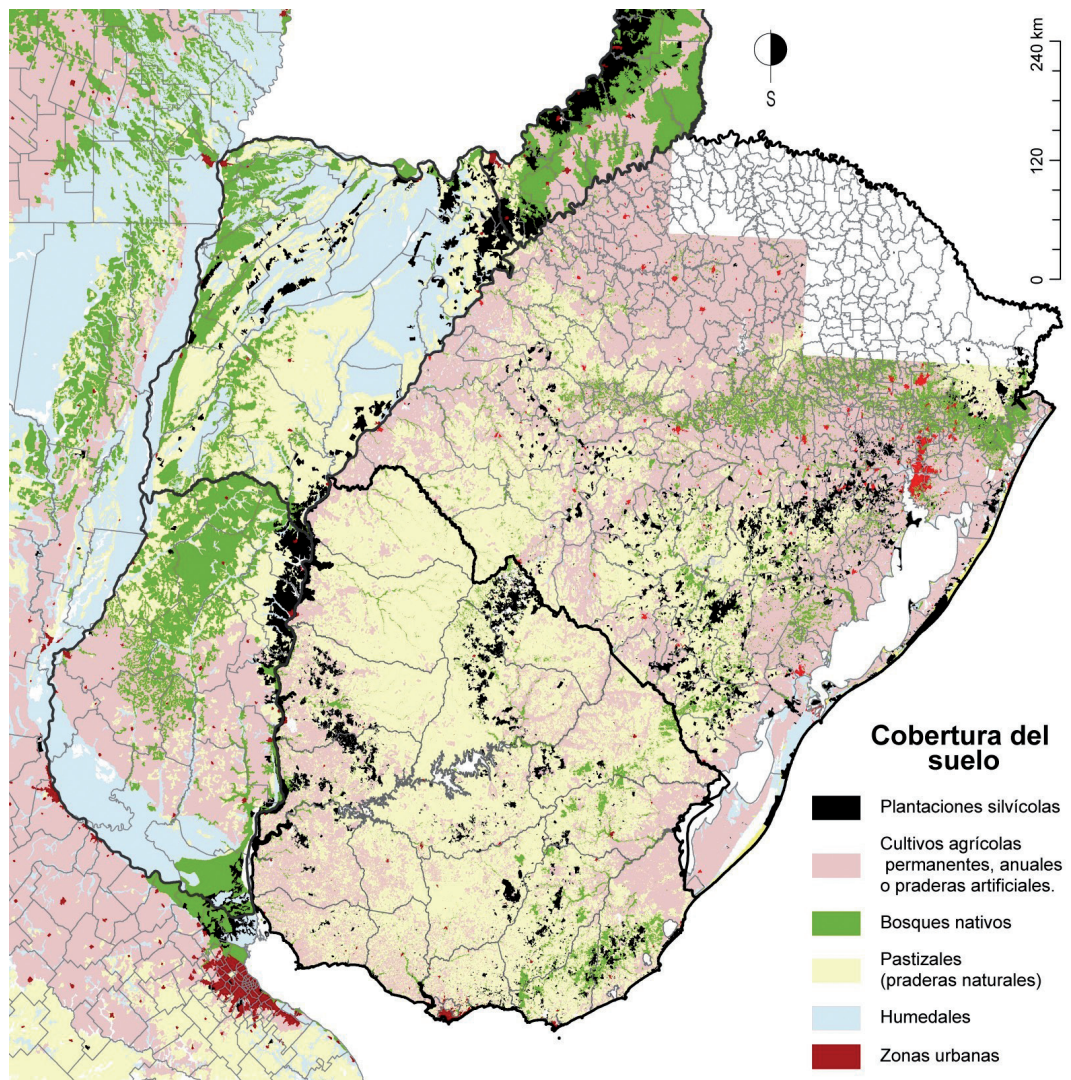 240 km
120
0
S
Cobertura del
suelo
Plantaciones silvícolas
Cultivos agrícolas
permanentes, anuales
o praderas artificiales.
Bosques nativos
Pastizales
(praderas naturales)
Humedales
Zonas urbanas